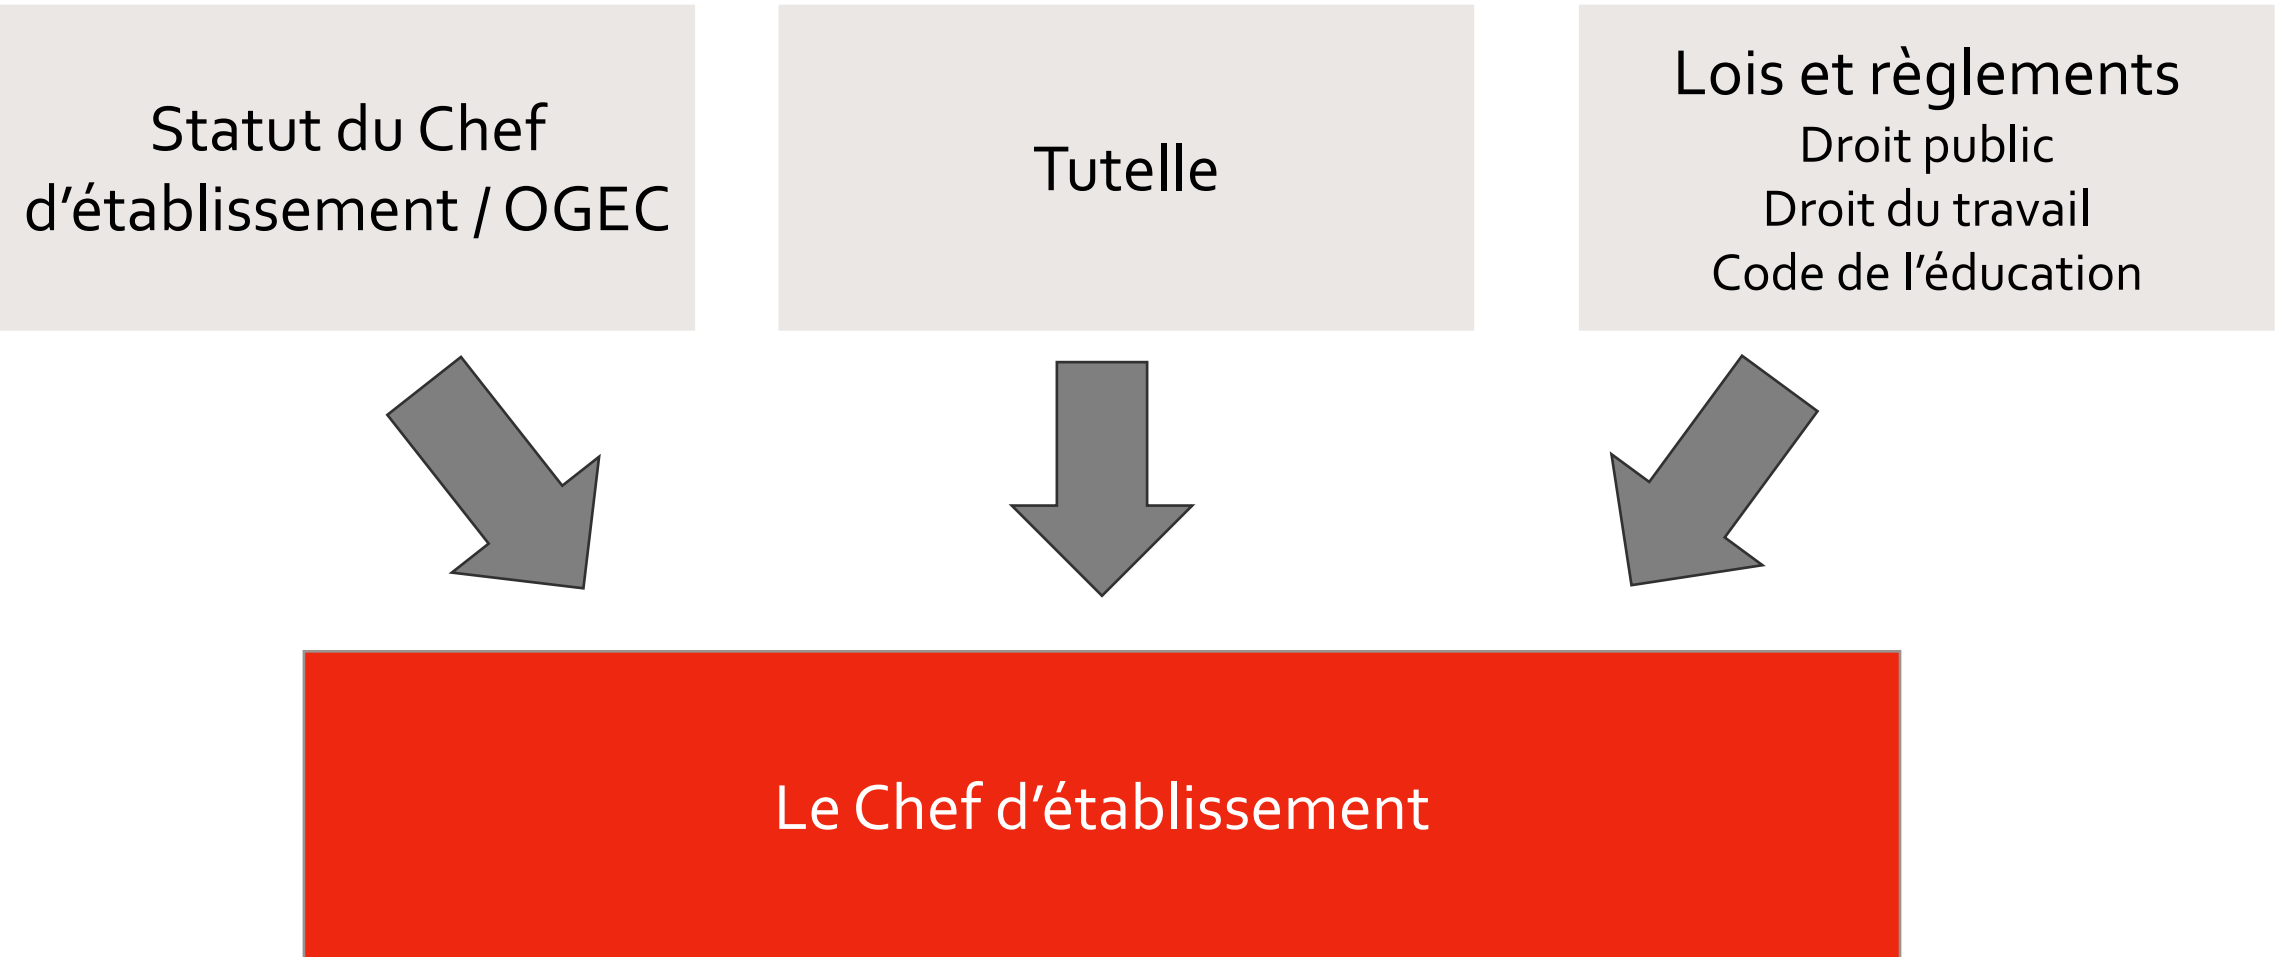 Statut du Chef
d’établissement / OGEC
Tutelle
Lois et règlements
Droit public
Droit du travail
Code de l’éducation
Le Chef d’établissement